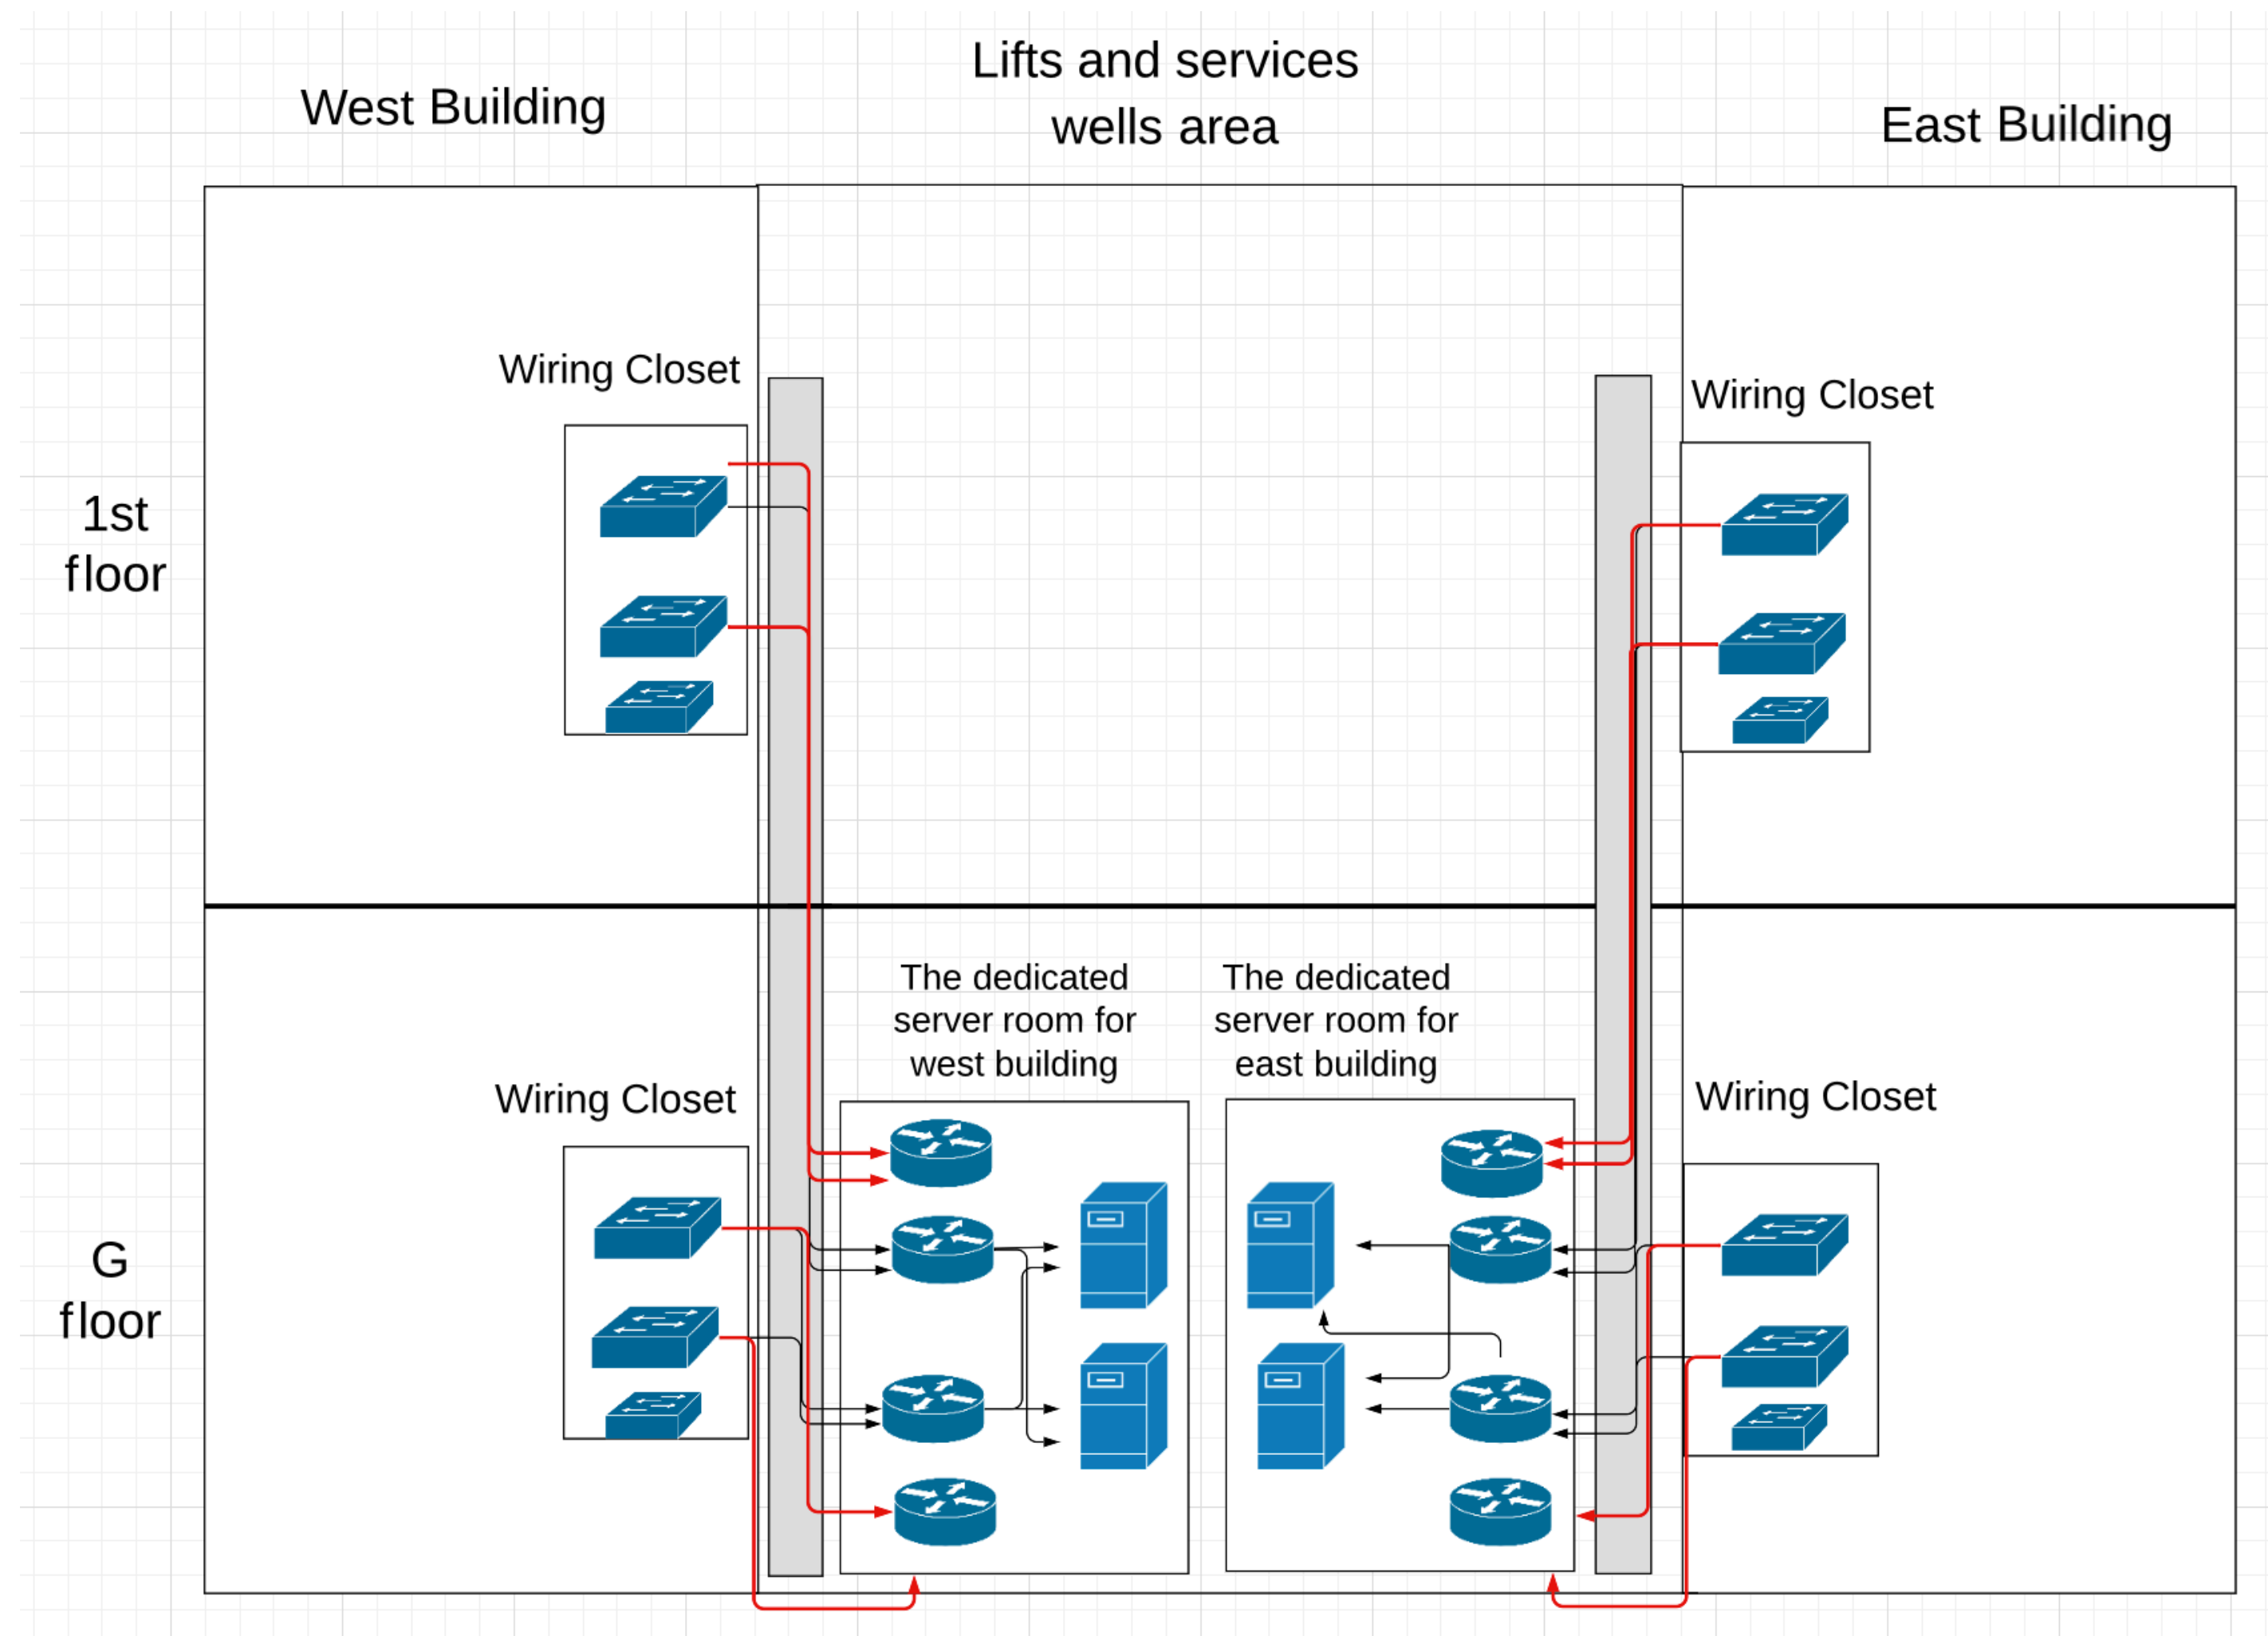 Lifts and services
wells area
West Building
East Building
Wiring Closet
Wiring Closet
1st
floor
The dedicated
server room for
west building
The dedicated
server room for
east building
Wiring Closet
Wiring Closet
G
floor